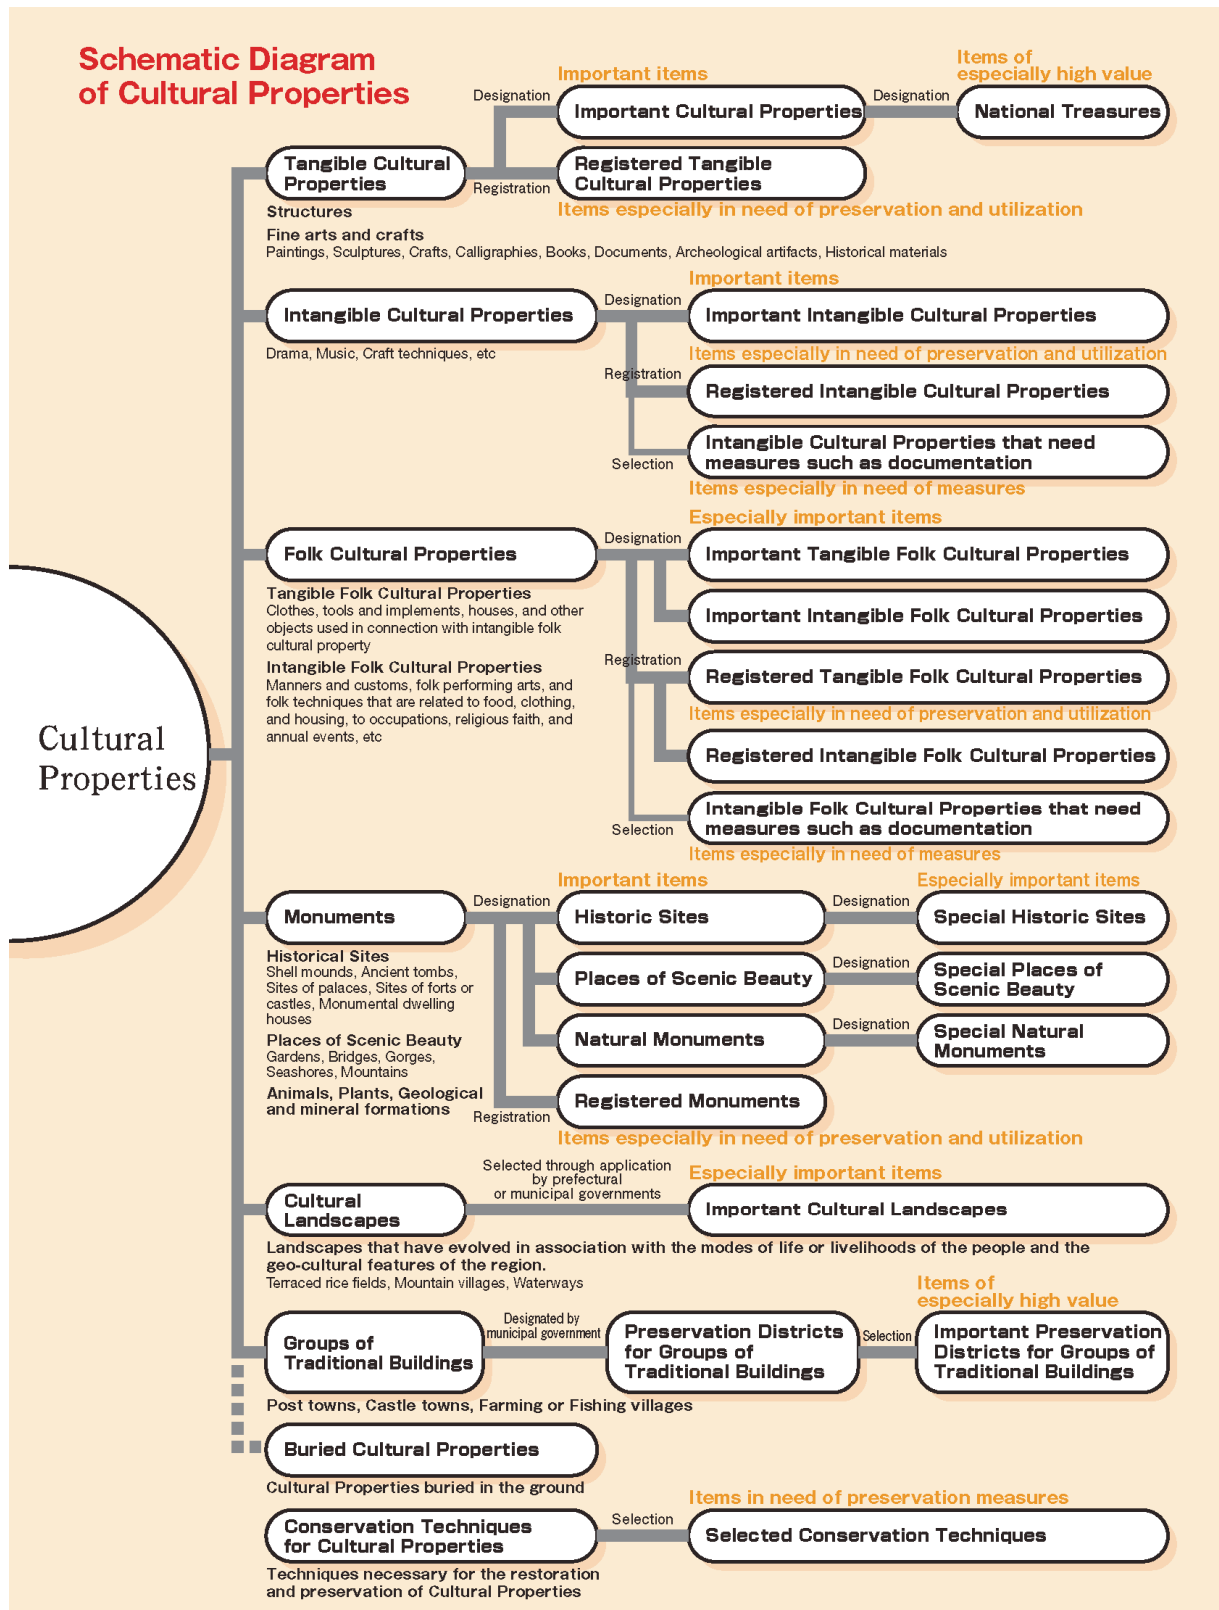 Schematic Diagram
of Cultural Properties
Cultural
Properties
Important items
Items of
especially high value
Designation
Important Cultural Properties
Designation
National Treasures
Tangible Cultural
Properties
Registration
Registered Tangible
Cultural Properties
Items especially in need of preservation and utilization
Structures
Fine arts and crafts
Paintings, Sculptures, Crafts, Calligraphies, Books, Documents, Archeological artifacts, Historical materials
Important items
Intangible Cultural Properties
Designation
Important Intangible Cultural Properties
Drama, Music, Craft techniques, etc
Items especially in need of preservation and utilization
Registration
Registered Intangible Cultural Properties
Intangible Cultural Properties that need
measures such as documentation
Selection
Items especially in need of measures
Especially important items
Folk Cultural Properties
Designation
Important Tangible Folk Cultural Properties
Tangible Folk Cultural Properties
Clothes, tools and implements, houses, and other
objects used in connection with intangible folk
cultural property
Important Intangible Folk Cultural Properties
Intangible Folk Cultural Properties
Manners and customs, folk performing arts, and
folk techniques that are related to food, clothing,
and housing, to occupations, religious faith, and
annual events, etc
Registration
Registered Tangible Folk Cultural Properties
Items especially in need of preservation and utilization
Registered Intangible Folk Cultural Properties
Intangible Folk Cultural Properties that need
measures such as documentation
Selection
Items especially in need of measures
Important items
Especially important items
Monuments
Designation
Historic Sites
Designation
Special Historic Sites
Historical Sites
Shell mounds, Ancient tombs,
Sites of palaces, Sites of forts or
castles, Monumental dwelling
houses
Places of Scenic Beauty
Designation
Special Places of
Scenic Beauty
Places of Scenic Beauty
Gardens, Bridges, Gorges,
Seashores, Mountains
Natural Monuments
Designation
Special Natural
Monuments
Animals, Plants, Geological
and mineral formations
Registration
Registered Monuments
Items especially in need of preservation and utilization
Cultural
Landscapes
Selected through application
by prefectural
or municipal governments
Especially important items
Important Cultural Landscapes
Landscapes that have evolved in association with the modes of life or livelihoods of the people and the
geo-cultural features of the region.
Terraced rice fields, Mountain villages, Waterways
Items of
especially high value
Groups of
Traditional Buildings
Designated by
municipal government
Preservation Districts
for Groups of
Traditional Buildings
Selection
Important Preservation
Districts for Groups of
Traditional Buildings
Post towns, Castle towns, Farming or Fishing villages
Buried Cultural Properties
Cultural Properties buried in the ground
Items in need of preservation measures
Conservation Techniques
for Cultural Properties
Selection
Selected Conservation Techniques
Techniques necessary for the restoration
and preservation of Cultural Properties